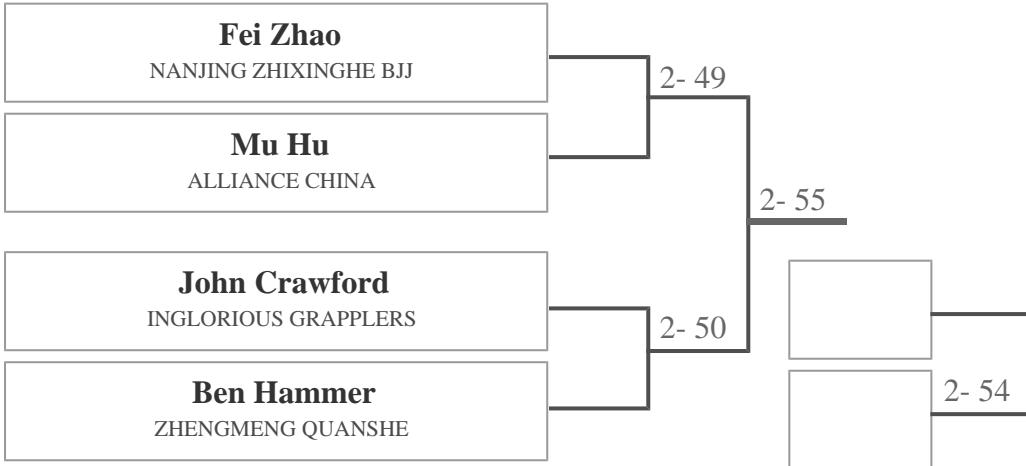 Fei Zhao
NANJING ZHIXINGHE BJJ
2- 49
Mu Hu
ALLIANCE CHINA
2- 55
John Crawford
INGLORIOUS GRAPPLERS
2- 50
Ben Hammer
ZHENGMENG QUANSHE
2- 54